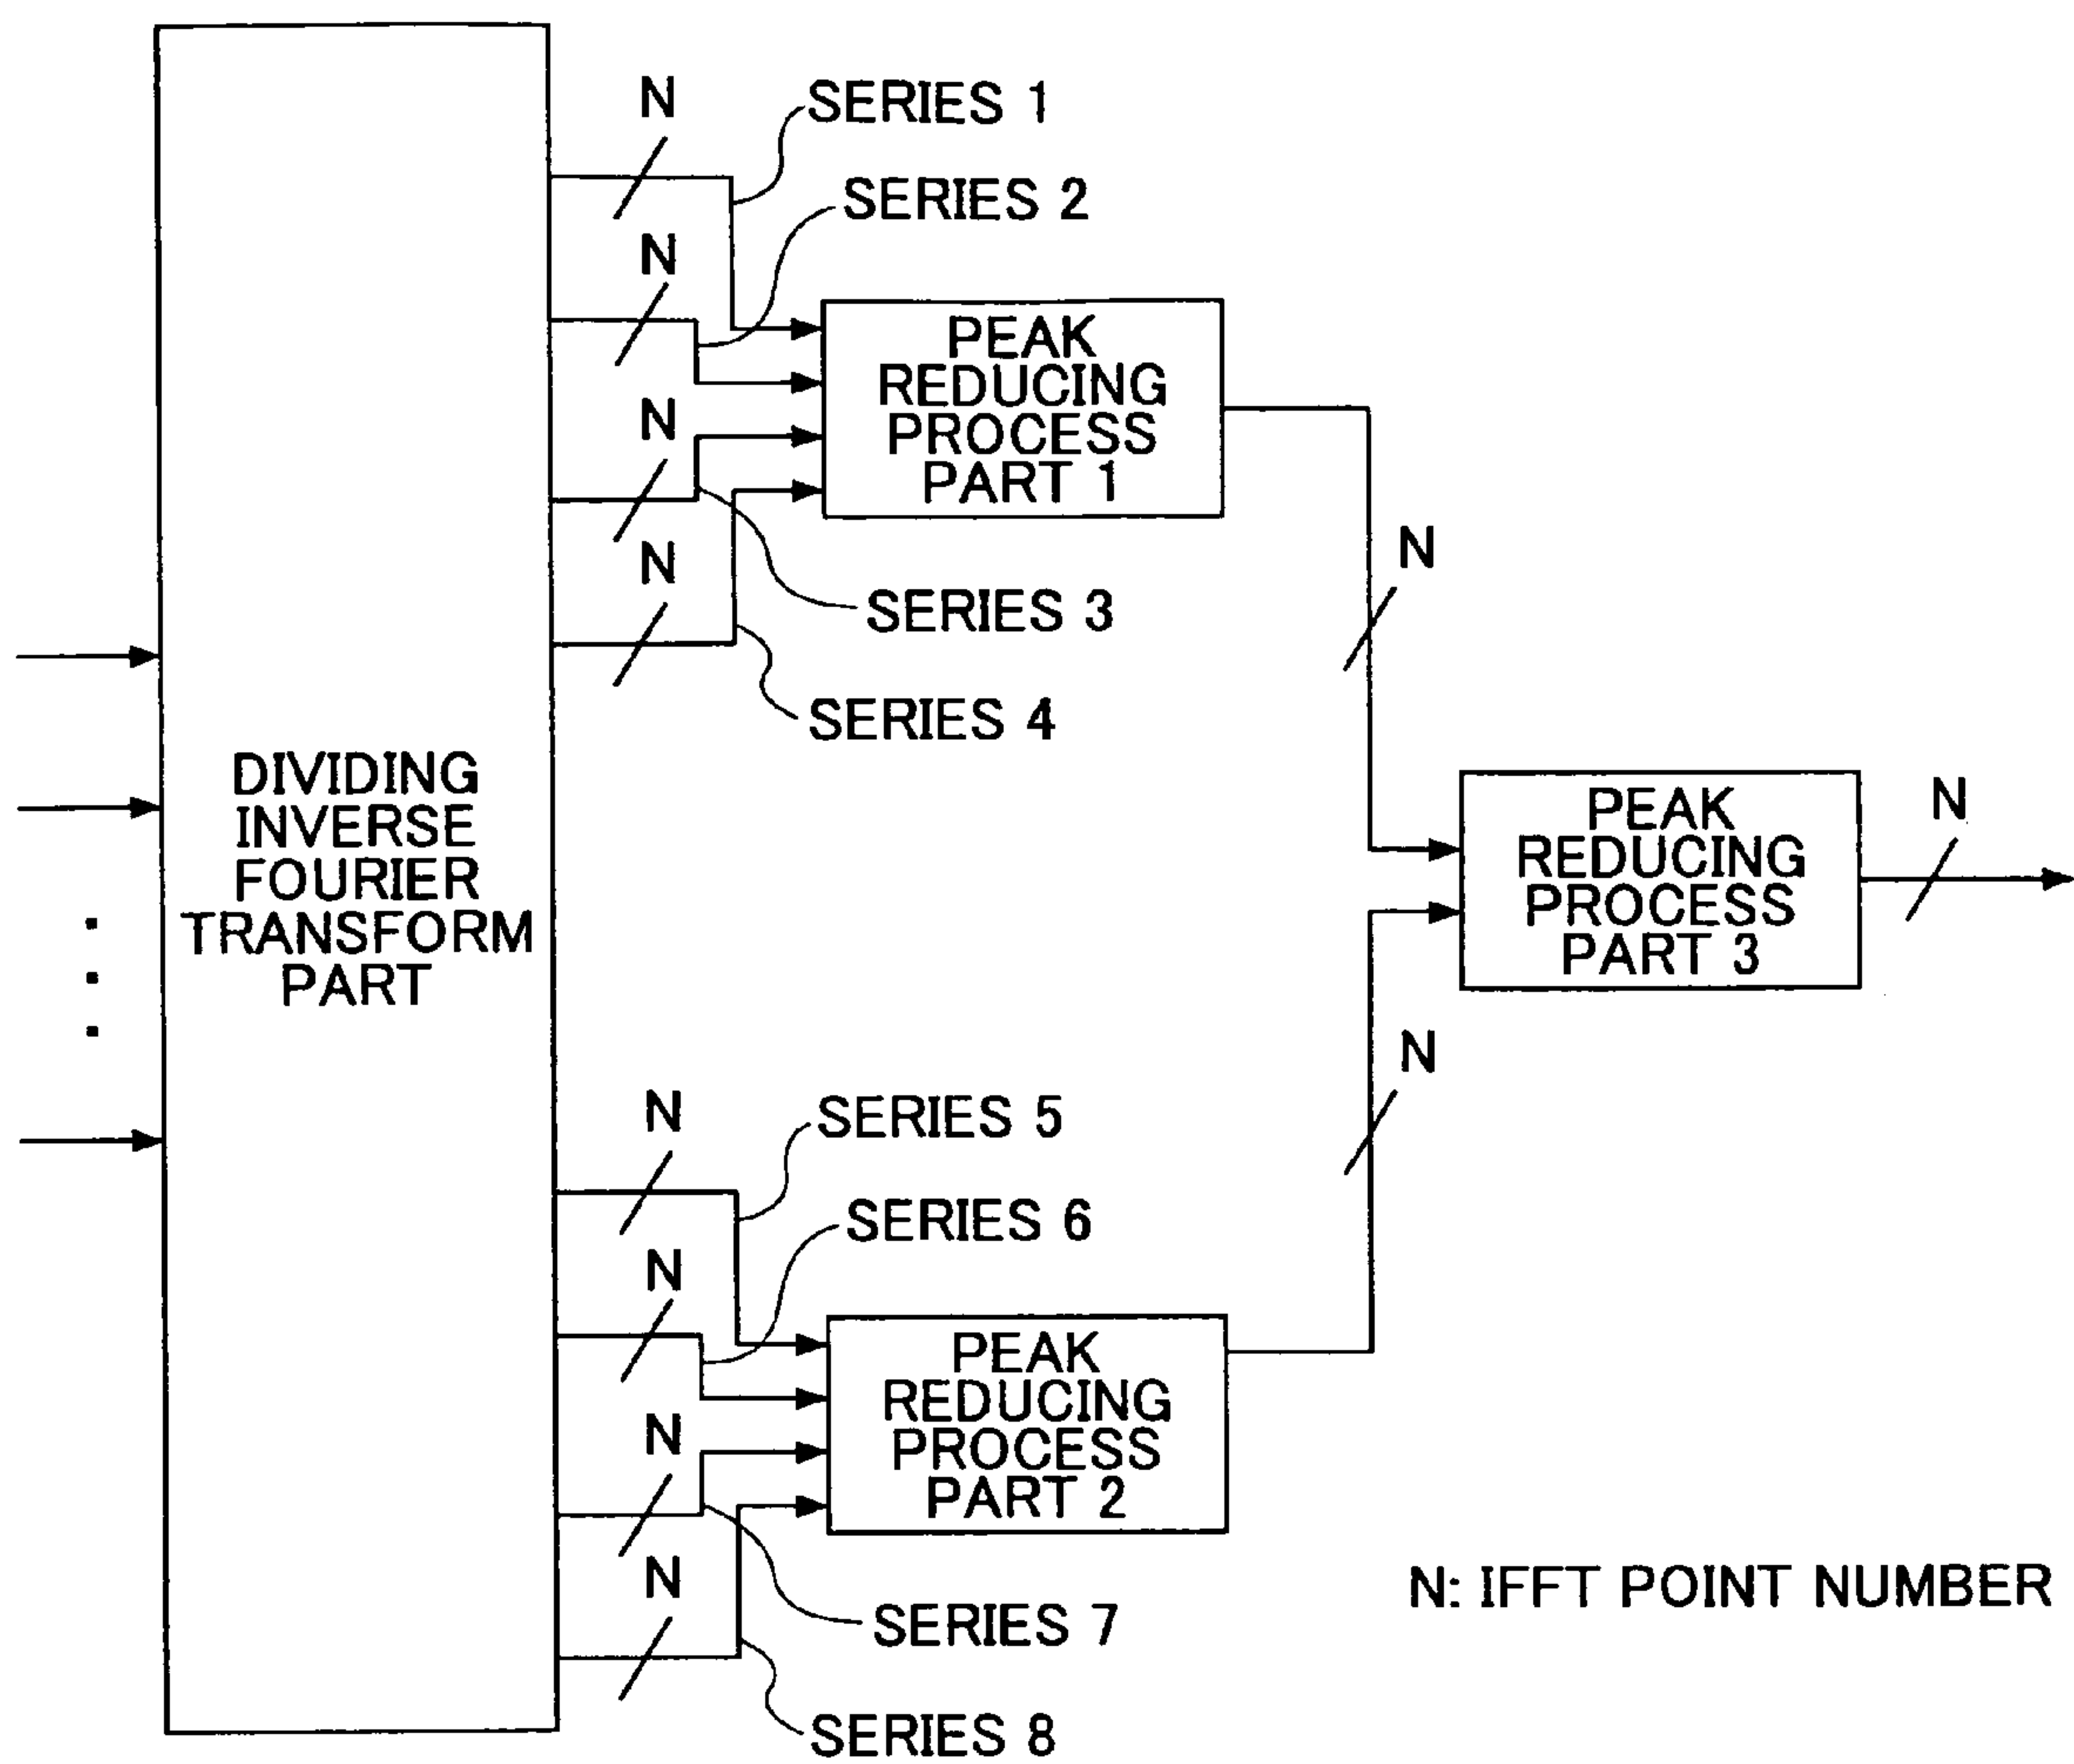 N
SERIES 1
SERIES 2
N
PEAK
REDUCING
PROCESS
PART 1
N
N
N
SERIES 3
SERIES 4
DIVIDING
INVERSE
FOURIER
TRANSFORM
PART
PEAK
REDUCING
PROCESS
PART 3
N
N
N
SERIES 5
SERIES 6
N
PEAK
REDUCING
PROCESS
PART 2
N
N
SERIES 7
SERIES 8
N: IFFT POINT NUMBER